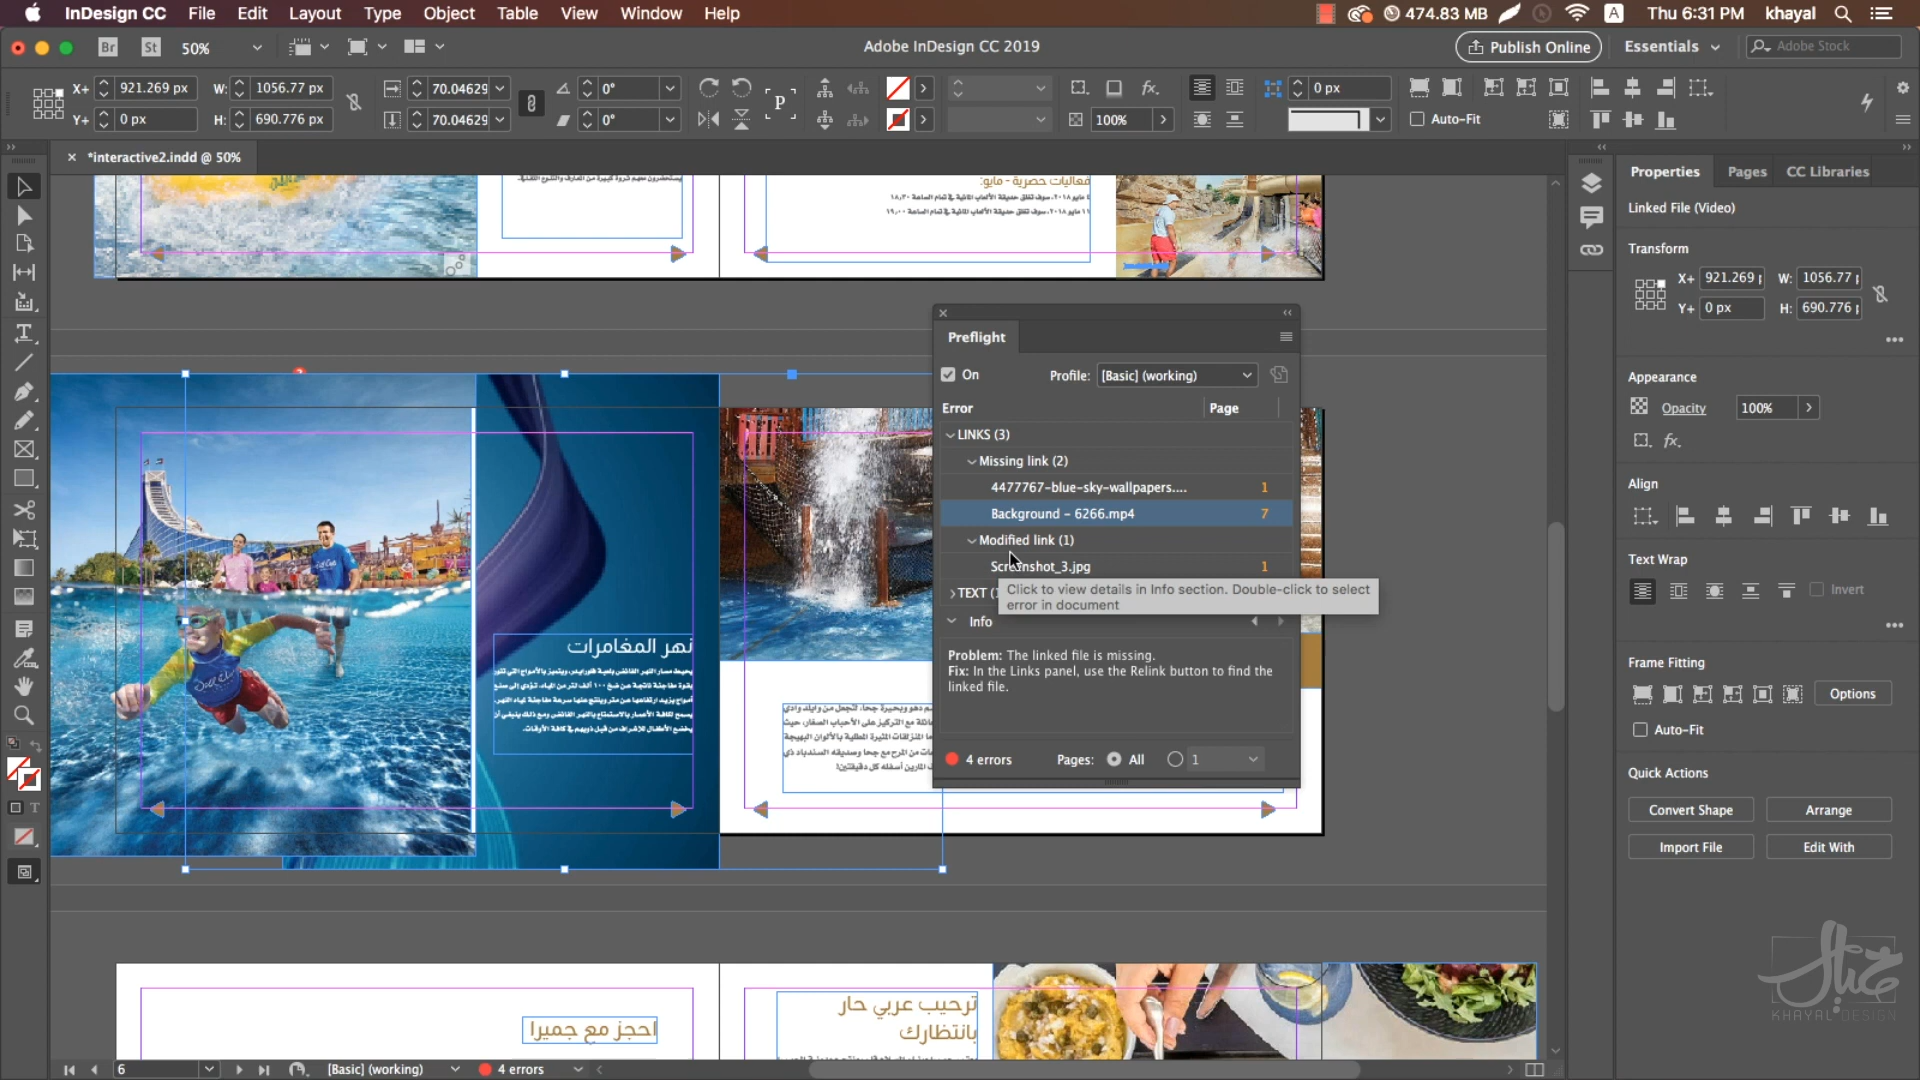 InDesign CC File Edit Layout Type Object Table View Window Help
474.83 MB A Thu 6:31 PM khayal
Br St 50%
Adobe InDesign CC 2019
Publish Online Essentials Adobe Stock
X+ 921.269 px W: 1056.77 px 70.04629 0° P 0 px
Y+ 0 px H: 690.776 px 70.04629 0° 100% Auto-Fit
fx.
*interactive2.indd @ 50%
Properties Pages CC Libraries
Linked File (Video)
Transform
X+ 921.269 W: 1056.77
Y+ 0 px H: 690.776
Appearance
Opacity 100%
fx.
Align
Text Wrap
Invert
Frame Fitting
Options
Auto-Fit
Quick Actions
Convert Shape Arrange
Import File Edit With
فعاليات حصرية - مايو:
Preflight
On Profile: [Basic] (working)
Error Page
LINKS (3)
Missing link (2)
4477767-blue-sky-wallpapers.... 1
Background - 6266.mp4 7
Modified link (1)
Screenshot_3.jpg 1
TEXT (
Click to view details in Info section. Double-click to select
error in document
Info
Problem: The linked file is missing.
Fix: In the Links panel, use the Relink button to find the
linked file.
4 errors Pages: All 1
نهر المغامرات
احجز مع جميرا
ترحيب عربي حار
بانتظارك
خيال
KHAYAL DESIGN
6 [Basic] (working) 4 errors